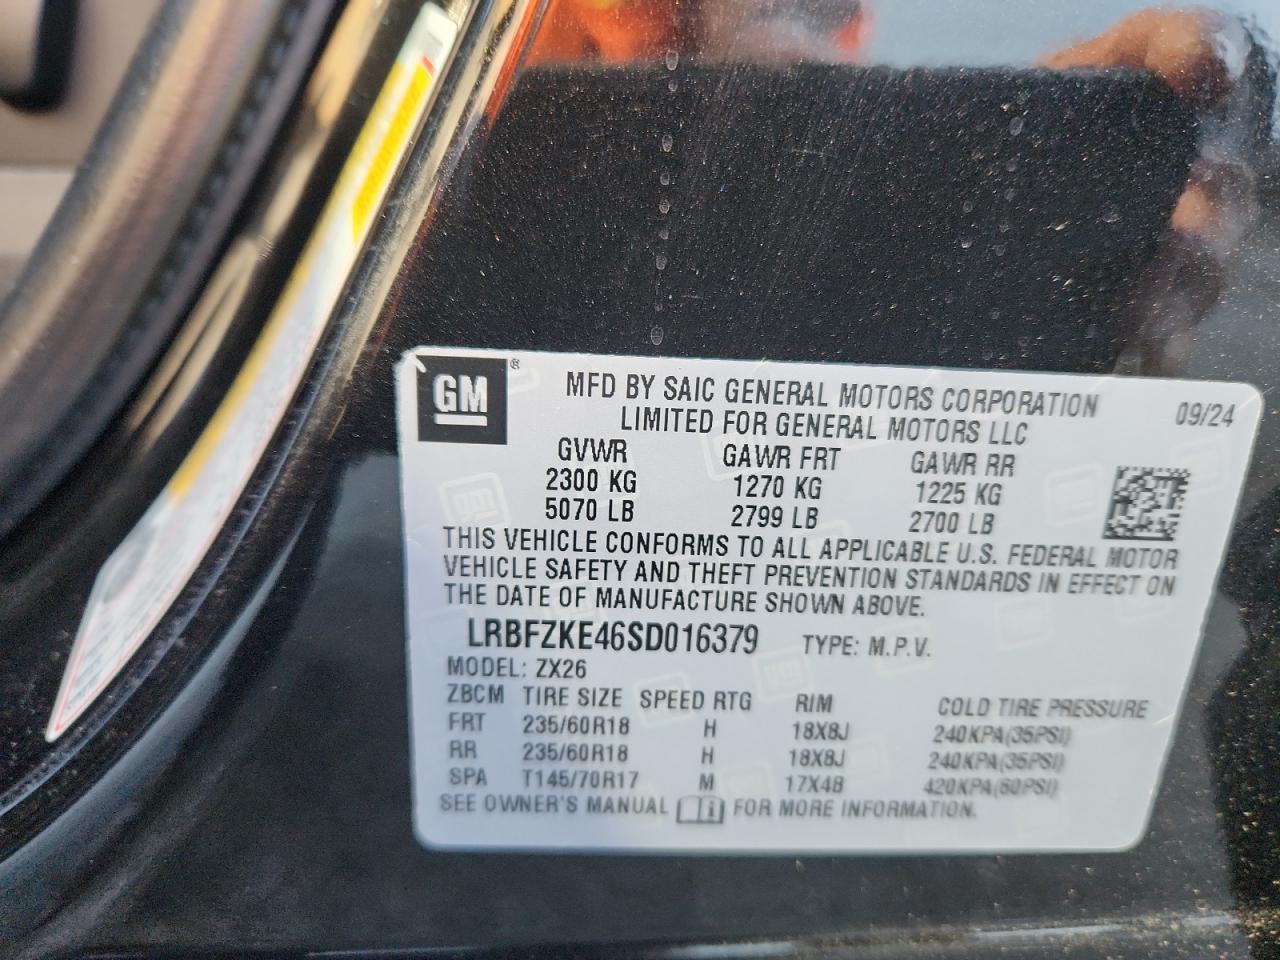 GM ®
MFD BY SAIC GENERAL MOTORS CORPORATION 09/24
LIMITED FOR GENERAL MOTORS LLC
GVWR GAWR FRT GAWR RR
2300 KG 1270 KG 1225 KG
5070 LB 2799 LB 2700 LB
THIS VEHICLE CONFORMS TO ALL APPLICABLE U.S. FEDERAL MOTOR
VEHICLE SAFETY AND THEFT PREVENTION STANDARDS IN EFFECT ON
THE DATE OF MANUFACTURE SHOWN ABOVE.
LRBFZKE46SD016379 TYPE: M.P.V.
MODEL: ZX26
ZBCM TIRE SIZE SPEED RTG RIM COLD TIRE PRESSURE
FRT 235/60R18 H 18X8J 240KPA(35PSI)
RR 235/60R18 H 18X8J 240KPA(35PSI)
SPA T145/70R17 M 17X4B 420KPA(60PSI)
SEE OWNER'S MANUAL FOR MORE INFORMATION.